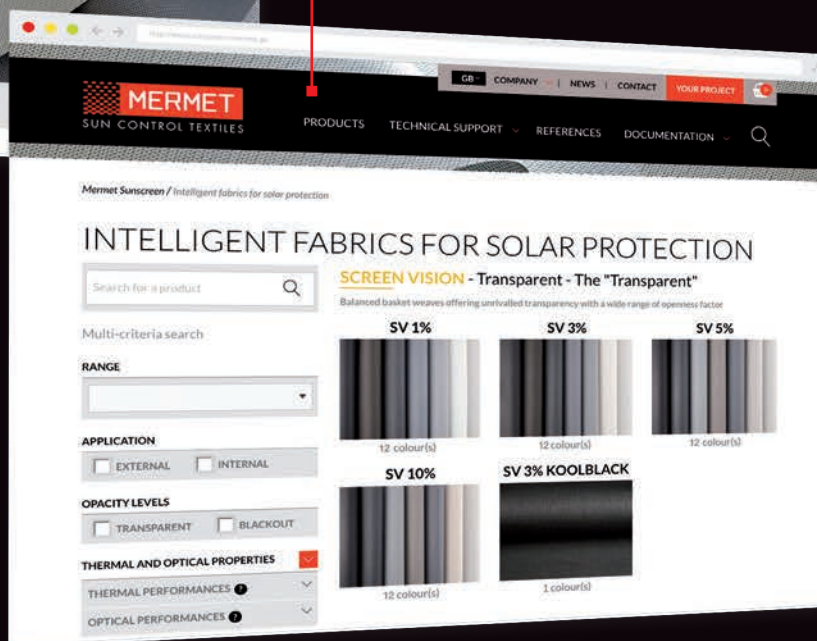 GB COMPANY | NEWS | CONTACT YOUR PROJECT
MERMET
SUN CONTROL TEXTILES
PRODUCTS TECHNICAL SUPPORT REFERENCES DOCUMENTATION
Mermet Sunscreen / Intelligent fabrics for solar protection
INTELLIGENT FABRICS FOR SOLAR PROTECTION
Search for a product
Multi-criteria search
RANGE
APPLICATION
EXTERNAL INTERNAL
OPACITY LEVELS
TRANSPARENT BLACKOUT
THERMAL AND OPTICAL PROPERTIES
THERMAL PERFORMANCES ?
OPTICAL PERFORMANCES ?
SCREEN VISION - Transparent - The "Transparent"
Balanced basket weaves offering unrivalled transparency with a wide range of openness factor
SV 1% SV 3% SV 5%
12 colour(s) 12 colour(s) 12 colour(s)
SV 10% SV 3% KOOLBLACK
12 colour(s) 1 colour(s)